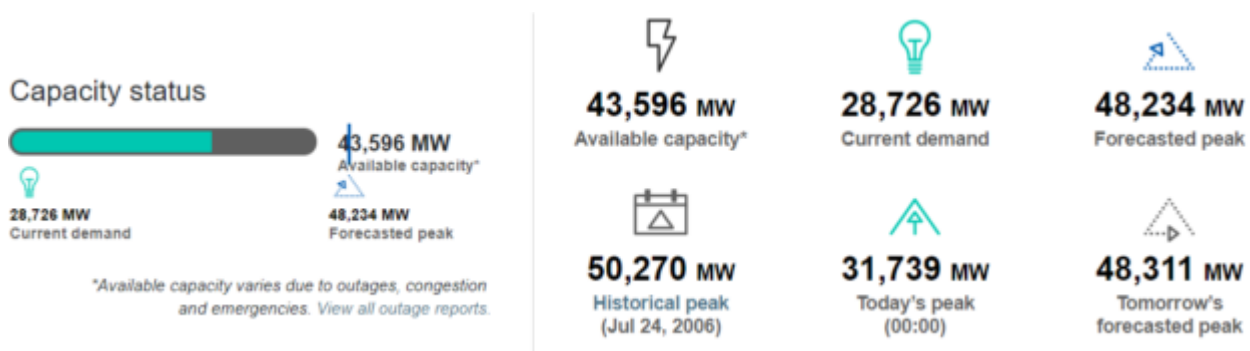 Capacity status
43,596 MW
Available capacity*
28,726 MW
Current demand
48,234 MW
Forecasted peak
*Available capacity varies due to outages, congestion
and emergencies. View all outage reports.
43,596 MW
Available capacity*
28,726 MW
Current demand
48,234 MW
Forecasted peak
50,270 MW
Historical peak
(Jul 24, 2006)
31,739 MW
Today's peak
(00:00)
48,311 MW
Tomorrow's
forecasted peak